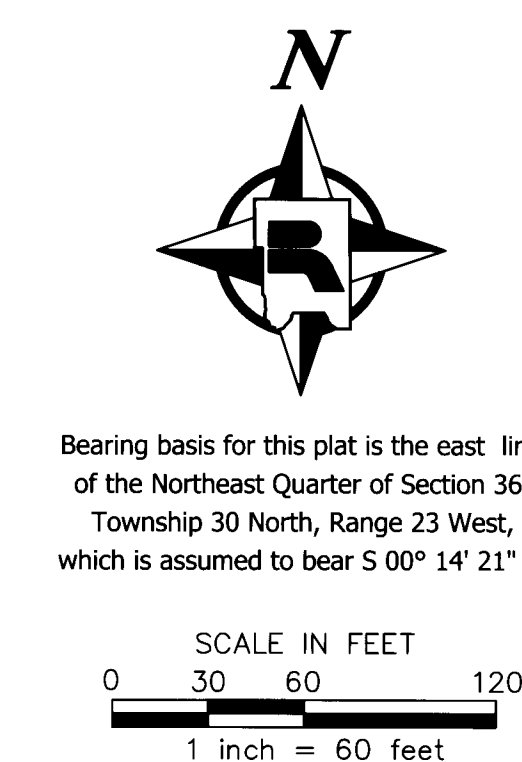 N
R
Bearing basis for this plat is the east
of the Northeast Quarter of Section 36
Township 30 North, Range 23 West,
which is assumed to bear S 00° 14' 21"
SCALE IN FEET
0 30 60 120
1 inch = 60 feet